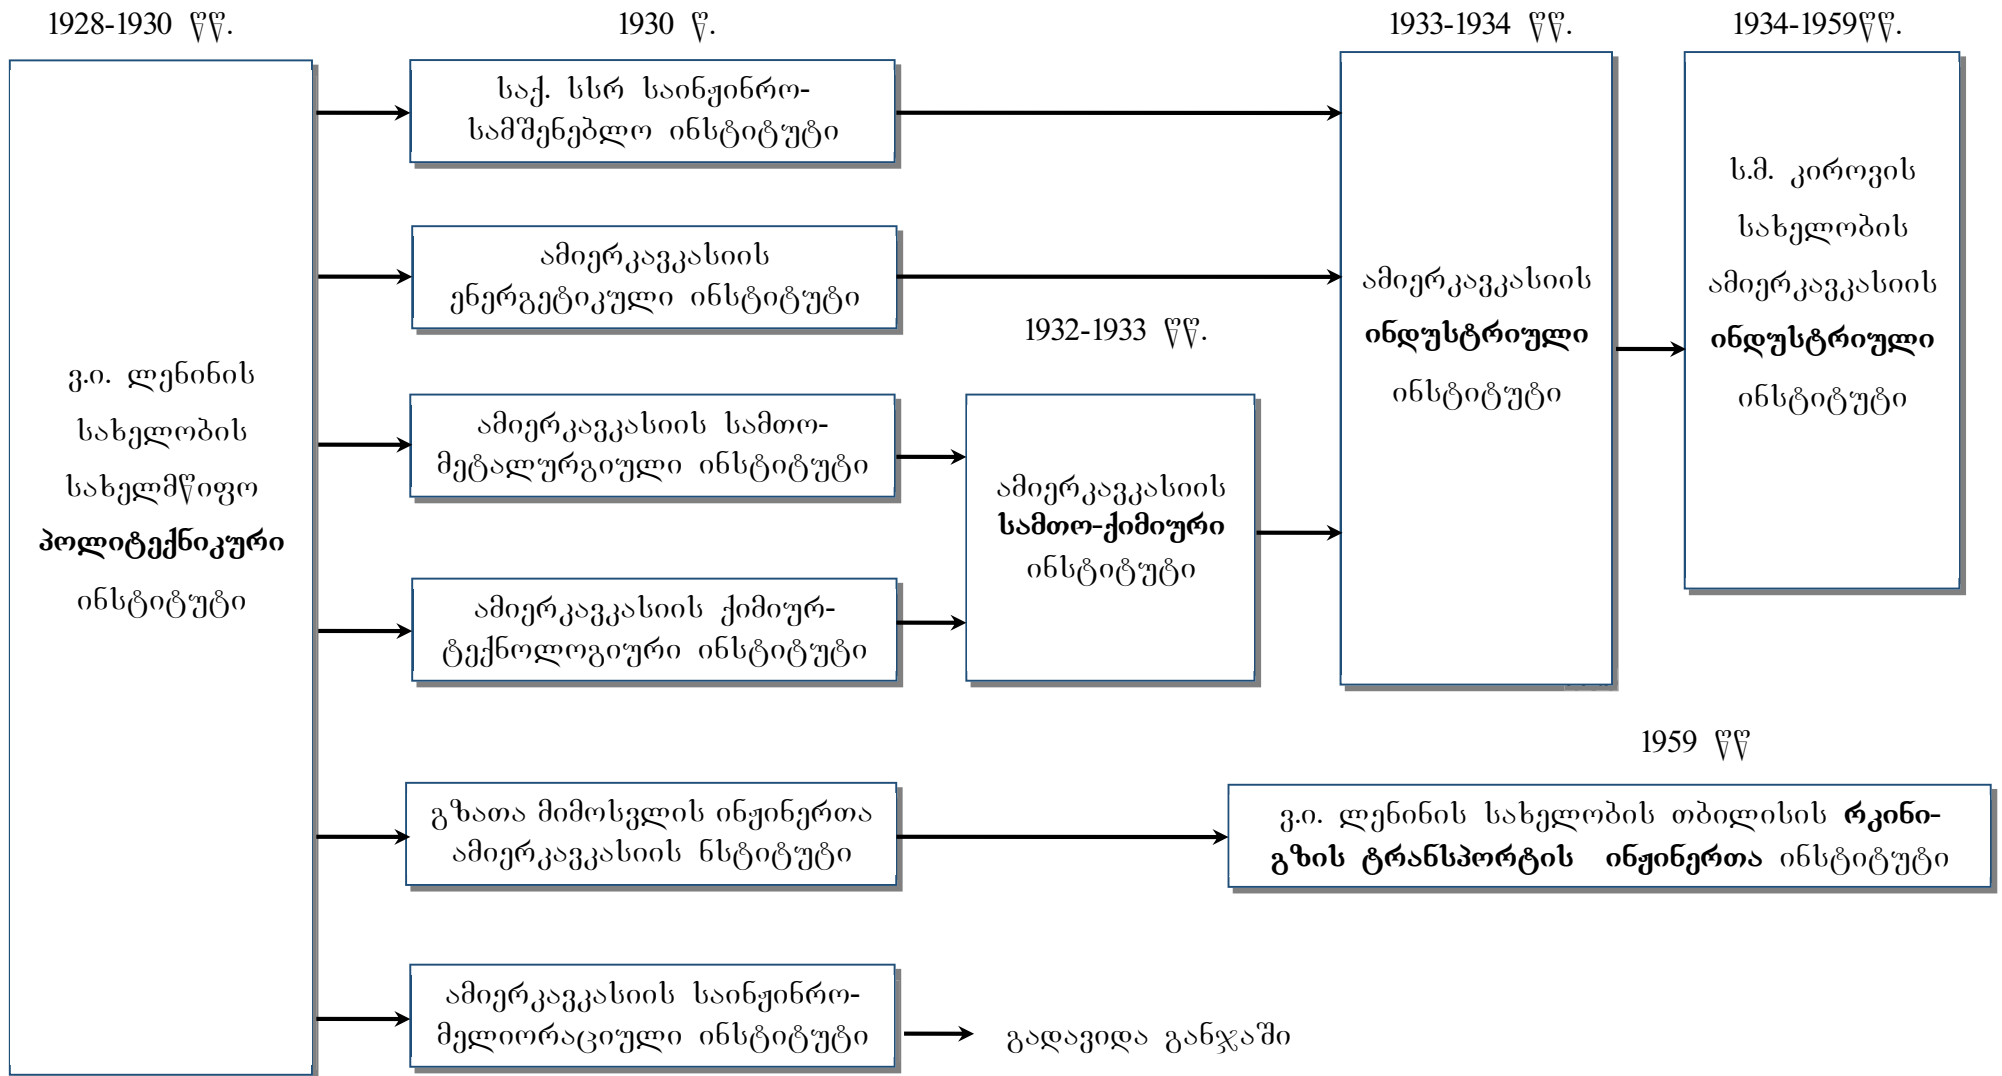 1928-1930 წწ.
1930 წ.
1933-1934 წწ.
1934-1959წწ.
ვ.ი. ლენინის
სახელობის
სახელმწიფო
პოლიტექნიკური
ინსტიტუტი
საქ. სსრ საინჟინრო-
სამშენებლო ინსტიტუტი
ამიერკავკასიის
ენერგეტიკული ინსტიტუტი
ამიერკავკასიის სამთო-
მეტალურგიული ინსტიტუტი
ამიერკავკასიის ქიმიურ-
ტექნოლოგიური ინსტიტუტი
გზათა მიმოსვლის ინჟინერთა
ამიერკავკასიის ნსტიტუტი
ამიერკავკასიის საინჟინრო-
მელიორაციული ინსტიტუტი
1932-1933 წწ.
ამიერკავკასიის
სამთო-ქიმიური
ინსტიტუტი
ამიერკავკასიის
ინდუსტრიული
ინსტიტუტი
ს.მ. კიროვის
სახელობის
ამიერკავკასიის
ინდუსტრიული
ინსტიტუტი
1959 წწ
ვ.ი. ლენინის სახელობის თბილისის რკინი-
გზის ტრანსპორტის ინჟინერთა ინსტიტუტი
გადავიდა განჯაში